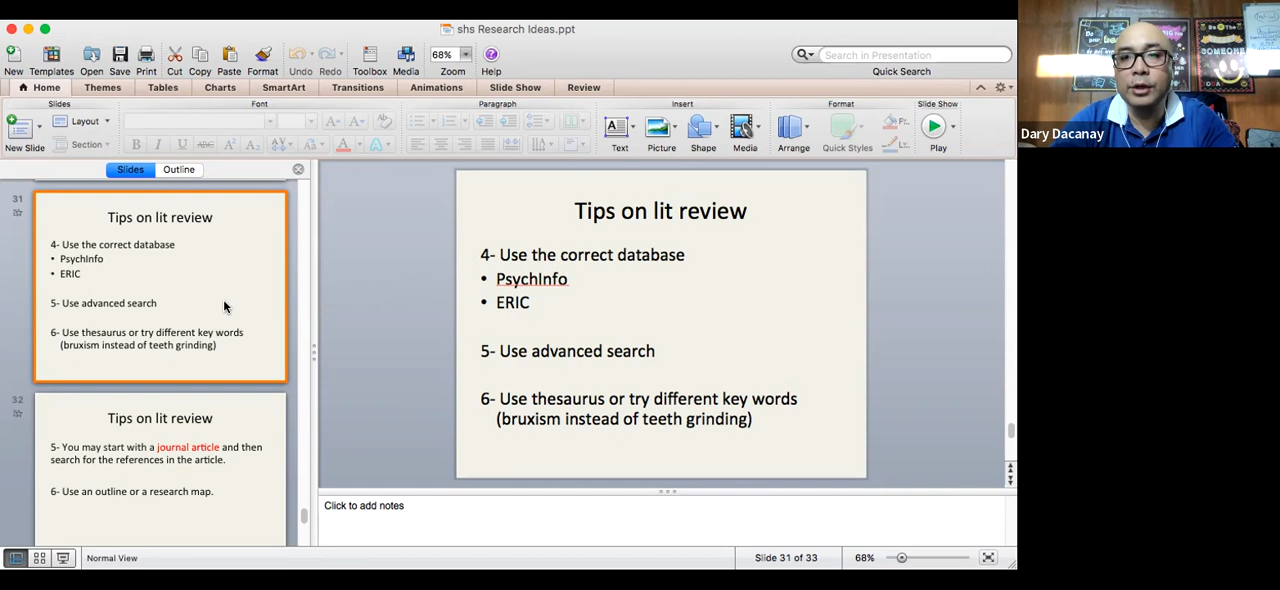 shs Research Ideas.ppt
New Templates Open Save Print Cut Copy Paste Format Undo Redo Toolbox Media 68% Zoom Help
Search in Presentation
Quick Search
Home Themes Tables Charts SmartArt Transitions Animations Slide Show Review
Slides Font Paragraph Insert Format Slide Show
New Slide Layout Section
B I U ABC A² A₂ AV Aa A A
Text Picture Shape Media Arrange Quick Styles Play
Slides Outline
31
Tips on lit review
4- Use the correct database
• PsychInfo
• ERIC
5- Use advanced search
6- Use thesaurus or try different key words
(bruxism instead of teeth grinding)
32
Tips on lit review
5- You may start with a journal article and then
search for the references in the article.
6- Use an outline or a research map.
Tips on lit review
4- Use the correct database
• PsychInfo
• ERIC
5- Use advanced search
6- Use thesaurus or try different key words
(bruxism instead of teeth grinding)
Click to add notes
Normal View
Slide 31 of 33
68%
Dary Dacanay
SOMEONE